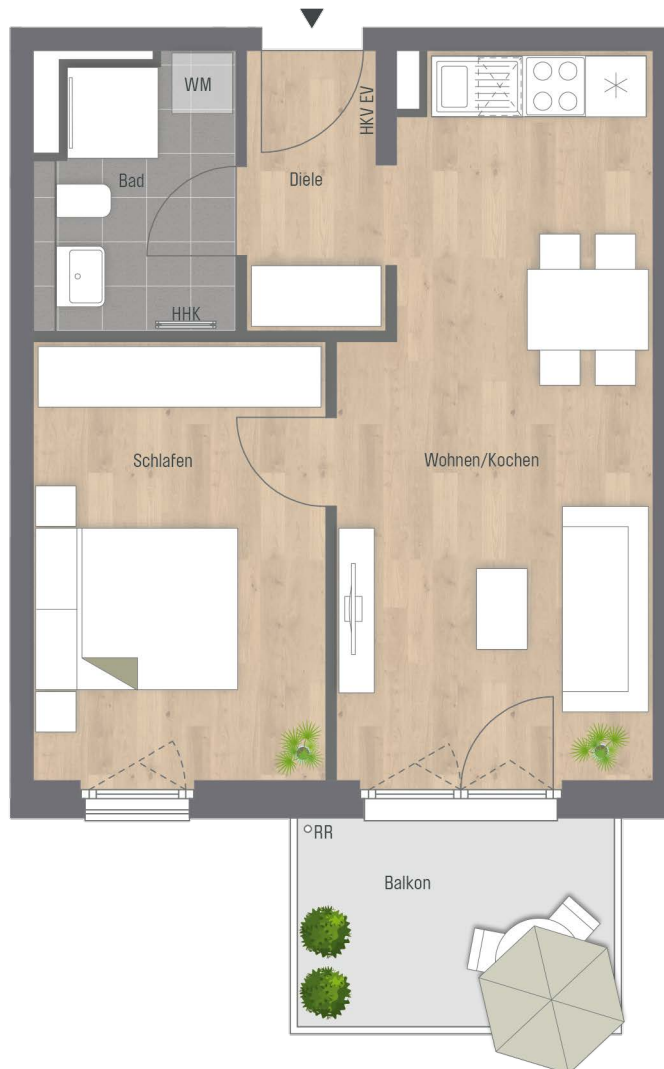 WM
HKV EV
Bad
Diele
HHK
Schlafen
Wohnen/Kochen
RR
Balkon